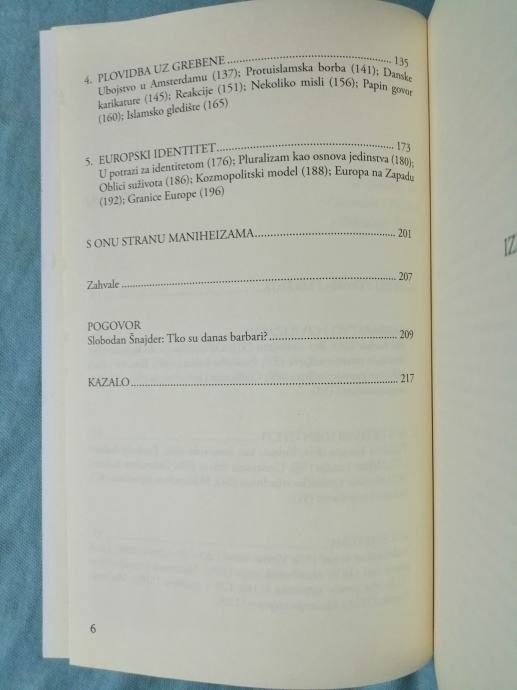 4. PLOVIDBA UZ GREBENE ........ 135
Ubojstvo u Amsterdamu (137); Protuislamska borba (141); Danske
karikature (145); Reakcije (151); Nekoliko misli (156); Papin govor
(160); Islamsko gledište (165)
5. EUROPSKI IDENTITET ........ 173
U potrazi za identitetom (176); Pluralizam kao osnova jedinstva (180);
Oblici suživota (186); Kozmopolitski model (188); Europa na Zapadu
(192); Granice Europe (196)
S ONU STRANU MANIHEIZAMA ........ 201
Zahvale ........ 207
POGOVOR
Slobodan Šnajder: Tko su danas barbari? ........ 209
KAZALO ........ 217
6
IZ